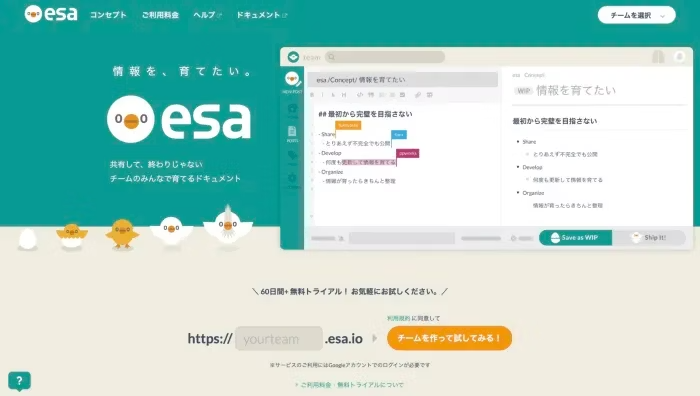 esa
コンセプト
ご利用料金
ヘルプ
ドキュメント
チームを選択
情報を、育てたい。
esa
共有して、終わりじゃない
チームのみんなで育てるドキュメント
esa /Concept/ 情報を育てたい
## 最初から完璧を目指さない
- Share
- とりあえず不完全でも公開
- Develop
- 何度も更新して情報を育てる
- Organize
- 情報が育ったらきちんと整理
esa Concept
WIP 情報を育てたい
最初から完璧を目指さない
Share
とりあえず不完全でも公開
Develop
何度も更新して情報を育てる
Organize
情報が育ったらきちんと整理
Save as WIP
Ship It!
＼ 60日間+ 無料トライアル！ お気軽にお試しください。／
利用規約 に同意して
https:// yourteam .esa.io
チームを作って試してみる！
※サービスのご利用にはGoogleアカウントでのログインが必要です
ご利用料金・無料トライアルについて
?